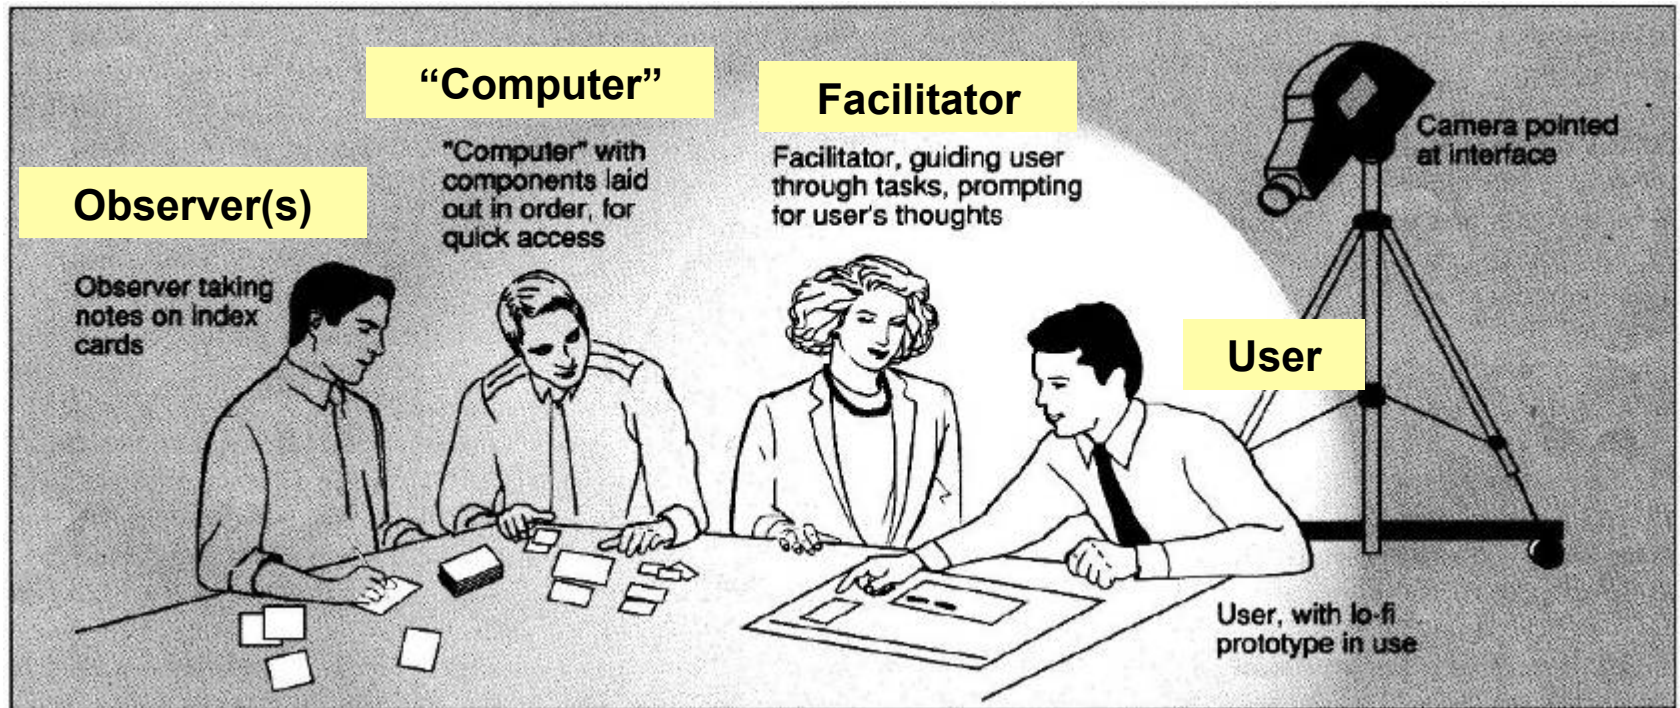 “Computer”
"Computer" with
components laid
out in order, for
quick access
Facilitator
Facilitator, guiding user
through tasks, prompting
for user's thoughts
Camera pointed
at interface
Observer(s)
Observer taking
notes on index
cards
User
User, with lo-fi
prototype in use